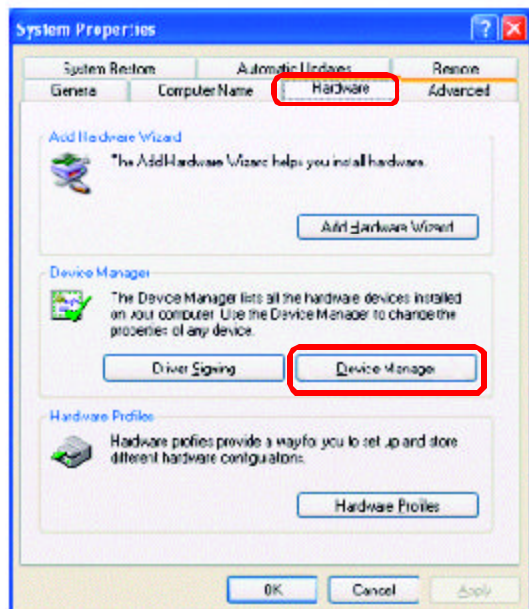 System Properties
System Restore Automatic Updates Remote
General Computer Name Hardware Advanced
Add Hardware Wizard
The Add Hardware Wizard helps you install hardware.
Add Hardware Wizard
Device Manager
The Device Manager lists all the hardware devices installed
on your computer. Use the Device Manager to change the
properties of any device.
Driver Signing Device Manager
Hardware Profiles
Hardware profiles provide a way for you to set up and store
different hardware configurations.
Hardware Profiles
OK Cancel Apply